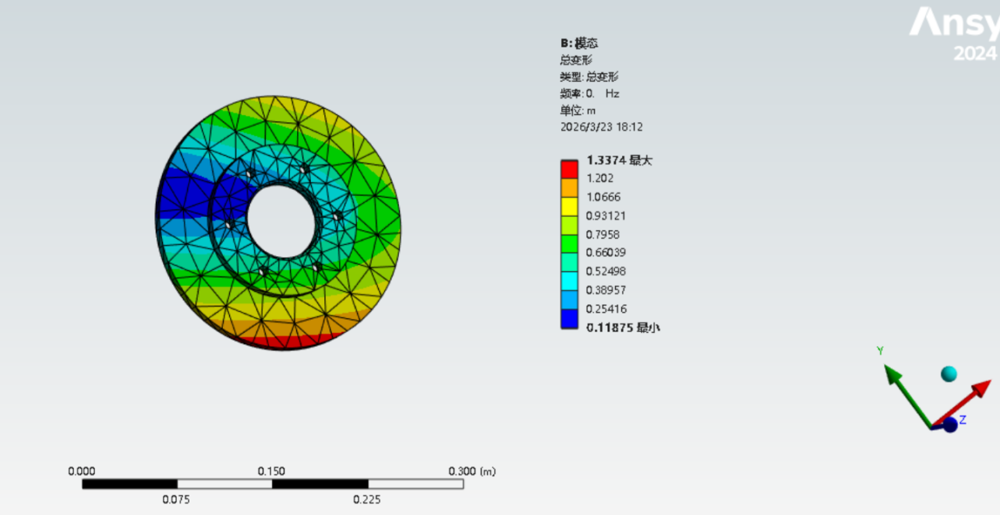 Ansy
2024
B: 模态
总变形
类型: 总变形
频率: 0. Hz
单位: m
2026/3/23 18:12
1.3374 最大
1.202
1.0666
0.93121
0.7958
0.66039
0.52498
0.38957
0.25416
0.11875 最小
Y
Z
0.000 0.150 0.300 (m)
0.075 0.225